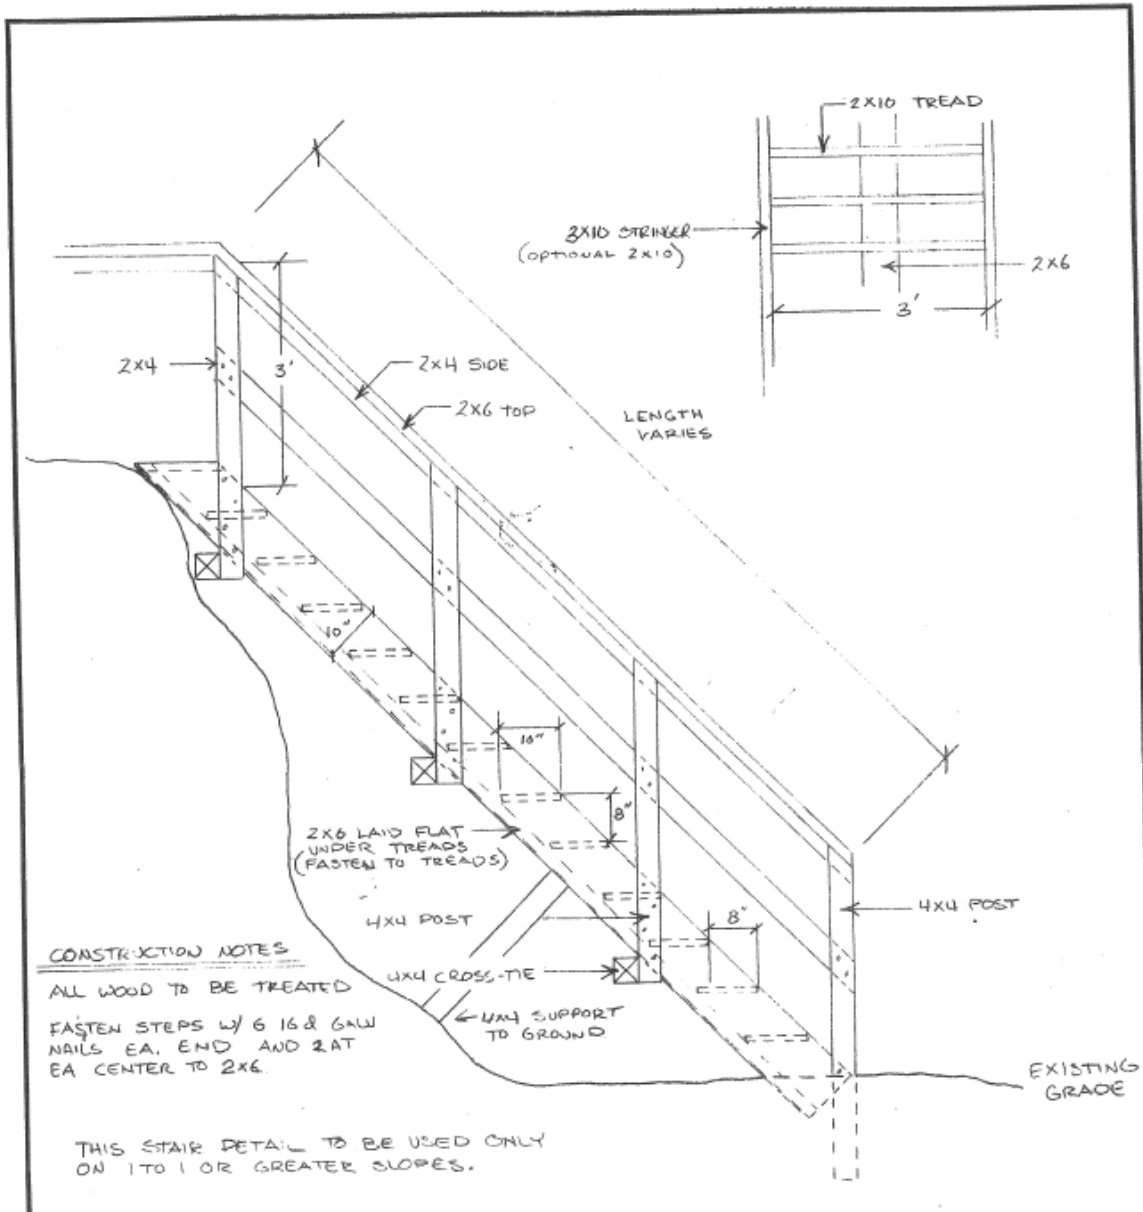 2X10 TREAD
3X10 STRINGER
(OPTIONAL 2X10)
2X6
3'
2X4
3'
2X4 SIDE
2X6 TOP
LENGTH
VARIES
10"
10"
8"
2X6 LAID FLAT
UNDER TREADS
(FASTEN TO TREADS)
4X4 POST
8"
4X4 POST
CONSTRUCTION NOTES
4X4 CROSS-TIE
ALL WOOD TO BE TREATED
4X4 SUPPORT
TO GROUND
FASTEN STEPS W/ 6 16d GALV
NAILS EA. END AND 2 AT
EA CENTER TO 2X6.
EXISTING
GRADE
THIS STAIR DETAIL TO BE USED ONLY
ON 1 TO 1 OR GREATER SLOPES.